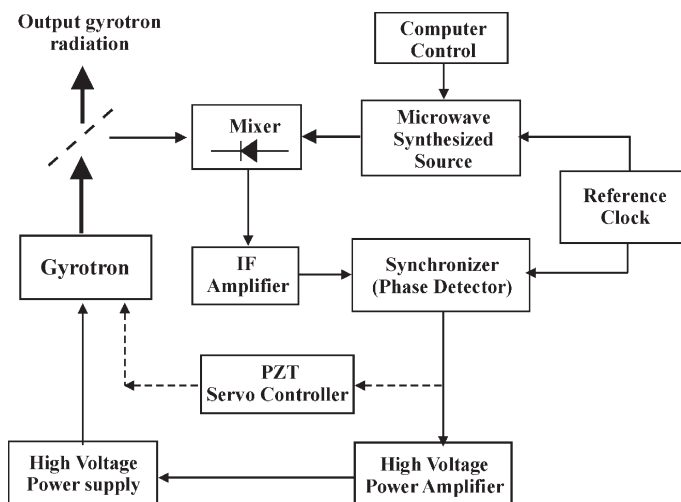 Output gyrotron
radiation
Computer
Control
Mixer
Microwave
Synthesized
Source
Reference
Clock
Gyrotron
IF
Amplifier
Synchronizer
(Phase Detector)
PZT
Servo Controller
High Voltage
Power supply
High Voltage
Power Amplifier